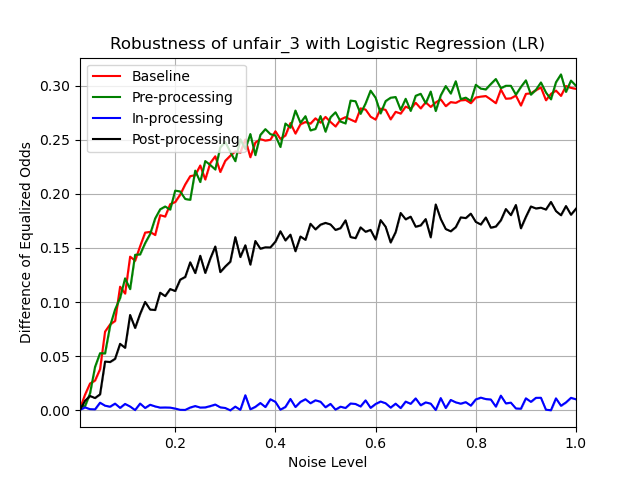 Robustness of unfair_3 with Logistic Regression (LR)
Baseline
Pre-processing
In-processing
Post-processing
Difference of Equalized Odds
0.30
0.25
0.20
0.15
0.10
0.05
0.00
0.2 0.4 0.6 0.8 1.0
Noise Level